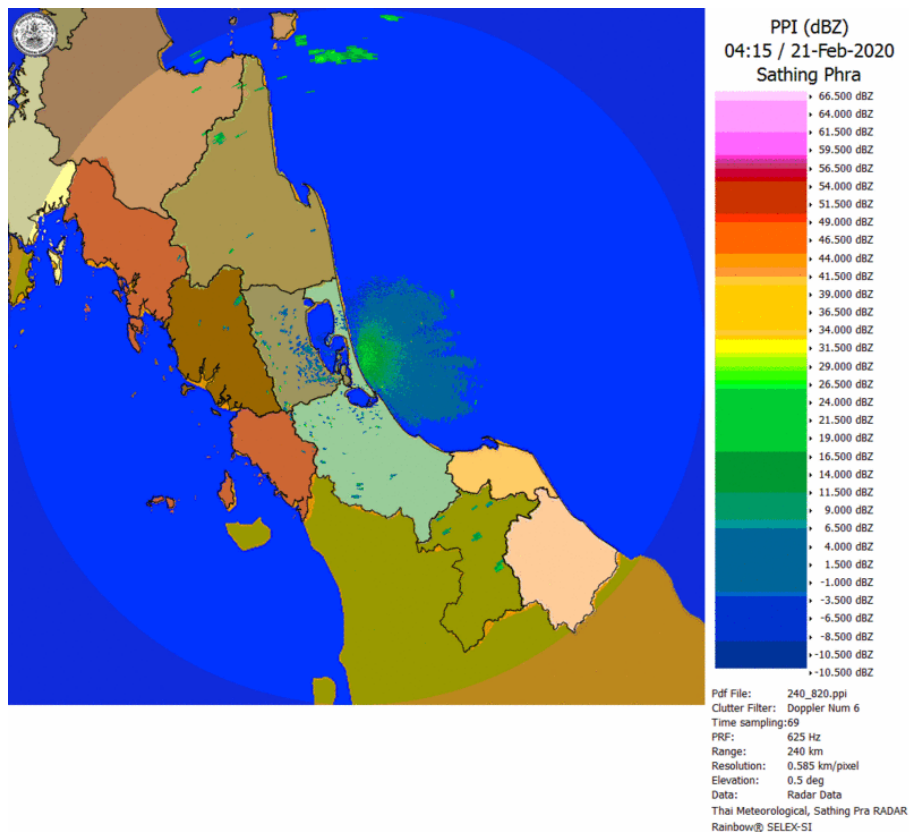 PPI (dBZ)
04:15 / 21-Feb-2020
Sathing Phra
66.500 dBZ
64.000 dBZ
61.500 dBZ
59.500 dBZ
56.500 dBZ
54.000 dBZ
51.500 dBZ
49.000 dBZ
46.500 dBZ
44.000 dBZ
41.500 dBZ
39.000 dBZ
36.500 dBZ
34.000 dBZ
31.500 dBZ
29.000 dBZ
26.500 dBZ
24.000 dBZ
21.500 dBZ
19.000 dBZ
16.500 dBZ
14.000 dBZ
11.500 dBZ
9.000 dBZ
6.500 dBZ
4.000 dBZ
1.500 dBZ
-1.000 dBZ
-3.500 dBZ
-6.500 dBZ
-8.500 dBZ
-10.500 dBZ
-10.500 dBZ
Pdf File: 240_820.ppi
Clutter Filter: Doppler Num 6
Time sampling:69
PRF: 625 Hz
Range: 240 km
Resolution: 0.585 km/pixel
Elevation: 0.5 deg
Data: Radar Data
Thai Meteorological, Sathing Pra RADAR
Rainbow® SELEX-SI